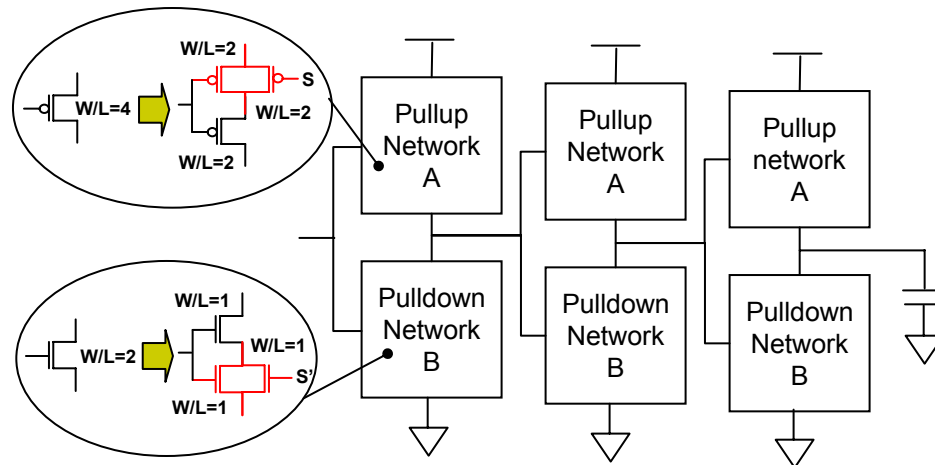 W/L=2
S
W/L=4
W/L=2
W/L=2
Pullup
Network
A
Pullup
Network
A
Pullup
network
A
W/L=1
W/L=2
W/L=1
S'
W/L=1
Pulldown
Network
B
Pulldown
Network
B
Pulldown
Network
B